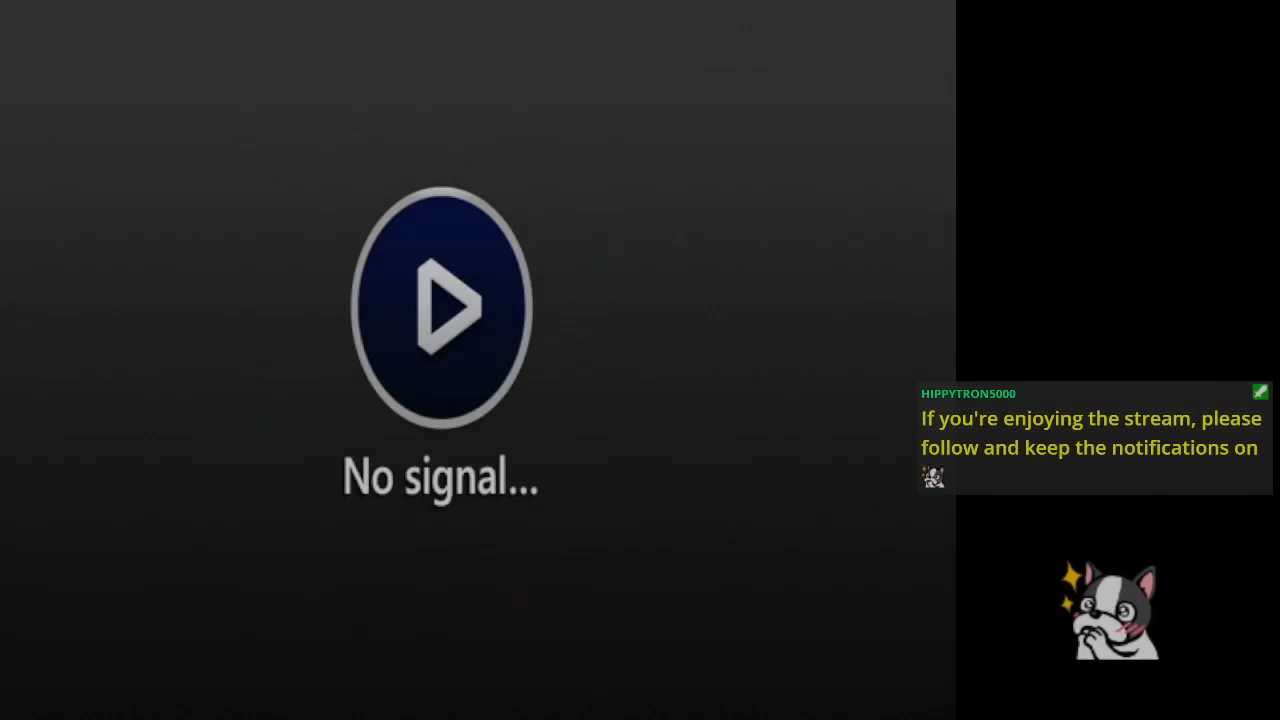 No signal...
HIPPYTRON5000
If you're enjoying the stream, please
follow and keep the notifications on